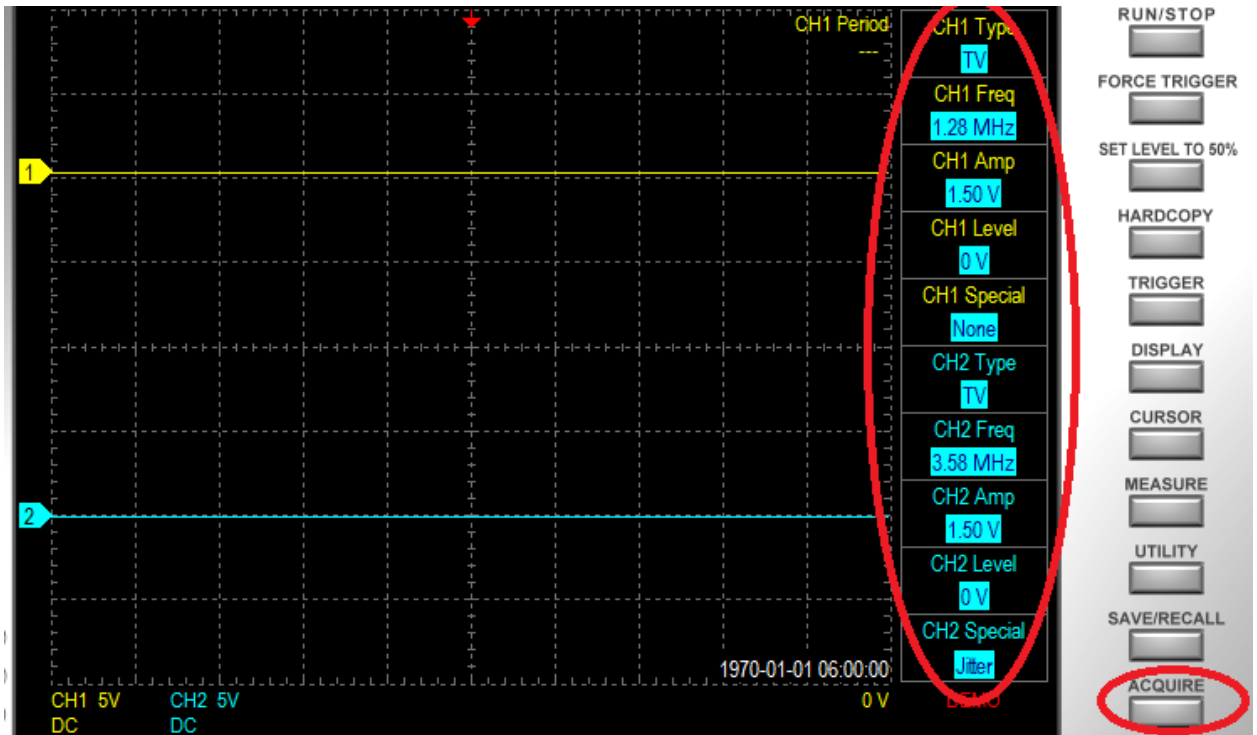 CH1 Period
---
1
2
1970-01-01 06:00:00
CH1 5V
CH2 5V
0 V
DC
DC
CH1 Type
TV
CH1 Freq
1.28 MHz
CH1 Amp
1.50 V
CH1 Level
0 V
CH1 Special
None
CH2 Type
TV
CH2 Freq
3.58 MHz
CH2 Amp
1.50 V
CH2 Level
0 V
CH2 Special
Jitter
DEMO
RUN/STOP
FORCE TRIGGER
SET LEVEL TO 50%
HARDCOPY
TRIGGER
DISPLAY
CURSOR
MEASURE
UTILITY
SAVE/RECALL
ACQUIRE